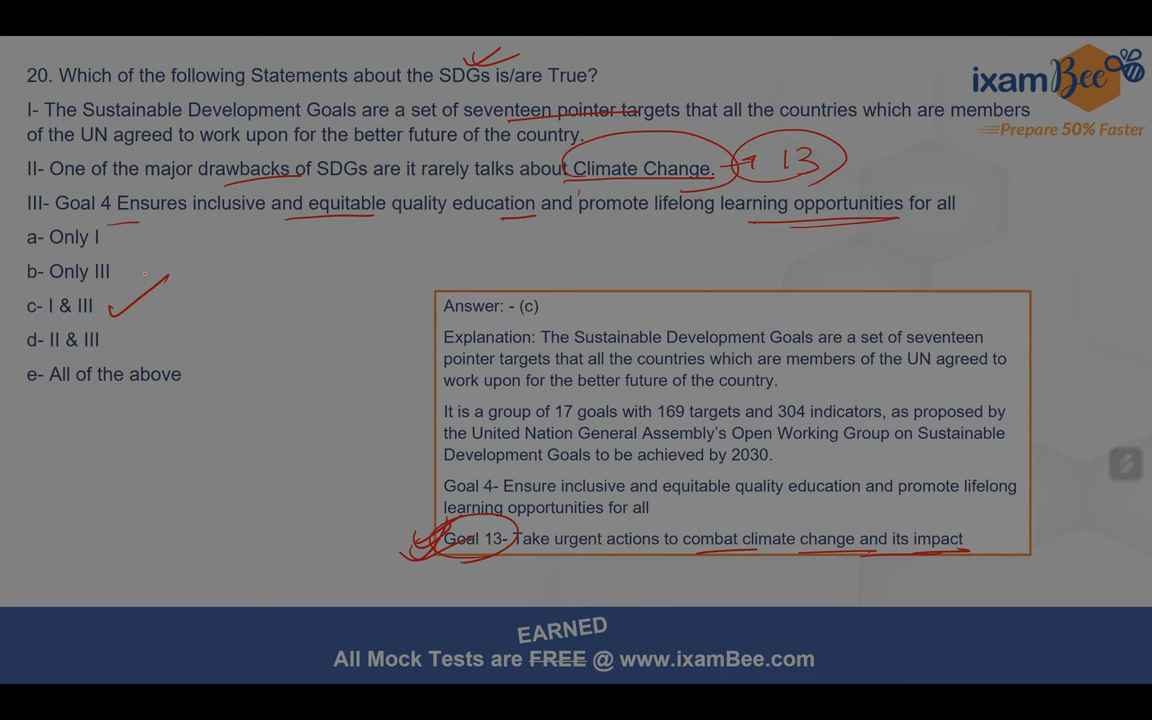 20. Which of the following Statements about the SDGs is/are True?
I- The Sustainable Development Goals are a set of seventeen pointer targets that all the countries which are members
of the UN agreed to work upon for the better future of the country.
II- One of the major drawbacks of SDGs are it rarely talks about Climate Change. 13
III- Goal 4 Ensures inclusive and equitable quality education and promote lifelong learning opportunities for all
a- Only I
b- Only III
c- I & III
d- II & III
e- All of the above
ixamBee
Prepare 50% Faster
Answer: - (c)
Explanation: The Sustainable Development Goals are a set of seventeen
pointer targets that all the countries which are members of the UN agreed to
work upon for the better future of the country.
It is a group of 17 goals with 169 targets and 304 indicators, as proposed by
the United Nation General Assembly's Open Working Group on Sustainable
Development Goals to be achieved by 2030.
Goal 4- Ensure inclusive and equitable quality education and promote lifelong
learning opportunities for all
Goal 13- Take urgent actions to combat climate change and its impact
EARNED
All Mock Tests are FREE @ www.ixamBee.com